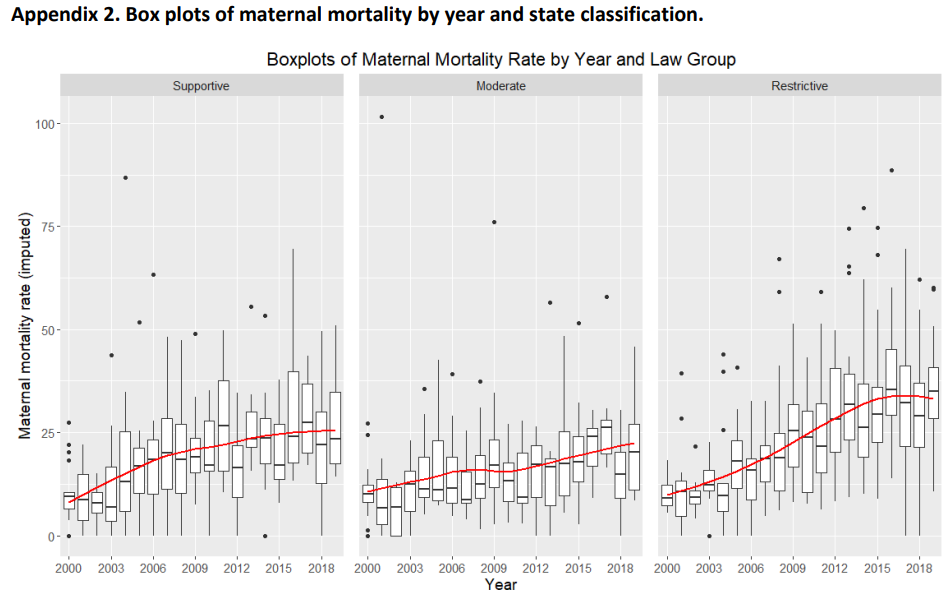 Appendix 2. Box plots of maternal mortality by year and state classification.
Boxplots of Maternal Mortality Rate by Year and Law Group
Supportive
Moderate
Restrictive
Maternal mortality rate (imputed)
100
75
50
25
0
2000 2003 2006 2009 2012 2015 2018
2000 2003 2006 2009 2012 2015 2018
2000 2003 2006 2009 2012 2015 2018
Year